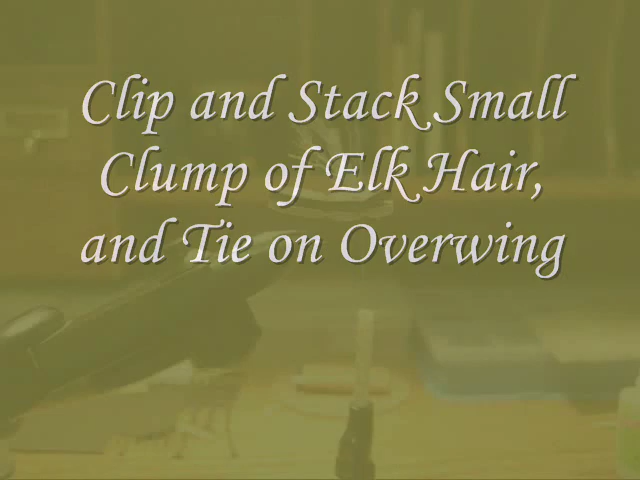 Clip and Stack Small
Clump of Elk Hair,
and Tie on Overwing